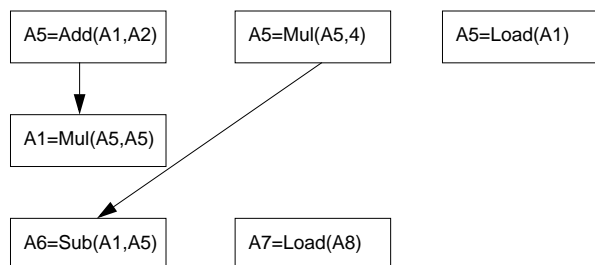 A5=Add(A1,A2)
A5=Mul(A5,4)
A5=Load(A1)
A1=Mul(A5,A5)
A6=Sub(A1,A5)
A7=Load(A8)